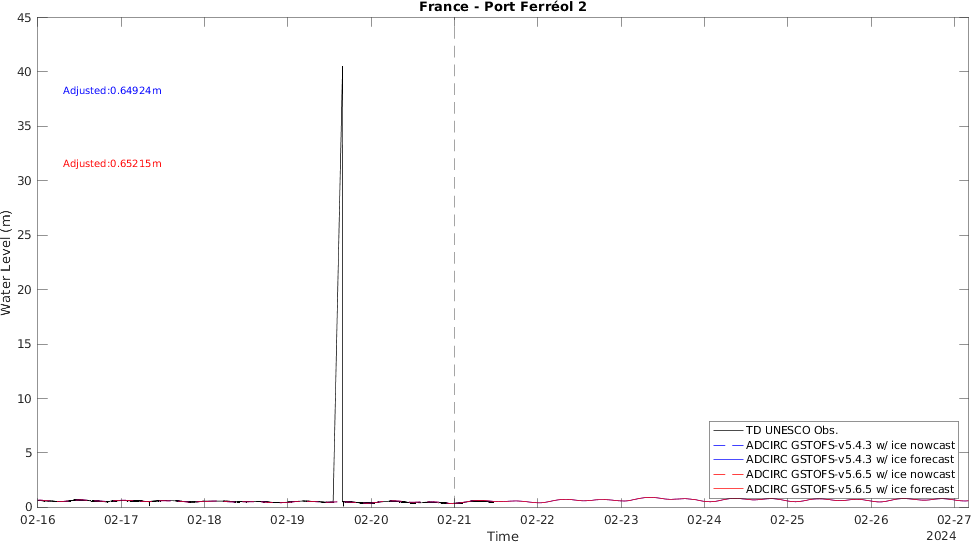 France - Port Ferréol 2
45
40
35
30
25
20
15
10
5
0
Water Level (m)
Adjusted:0.64924m
Adjusted:0.65215m
TD UNESCO Obs.
ADCIRC GSTOFS-v5.4.3 w/ ice nowcast
ADCIRC GSTOFS-v5.4.3 w/ ice forecast
ADCIRC GSTOFS-v5.6.5 w/ ice nowcast
ADCIRC GSTOFS-v5.6.5 w/ ice forecast
02-16 02-17 02-18 02-19 02-20 02-21 02-22 02-23 02-24 02-25 02-26 02-27
Time
2024